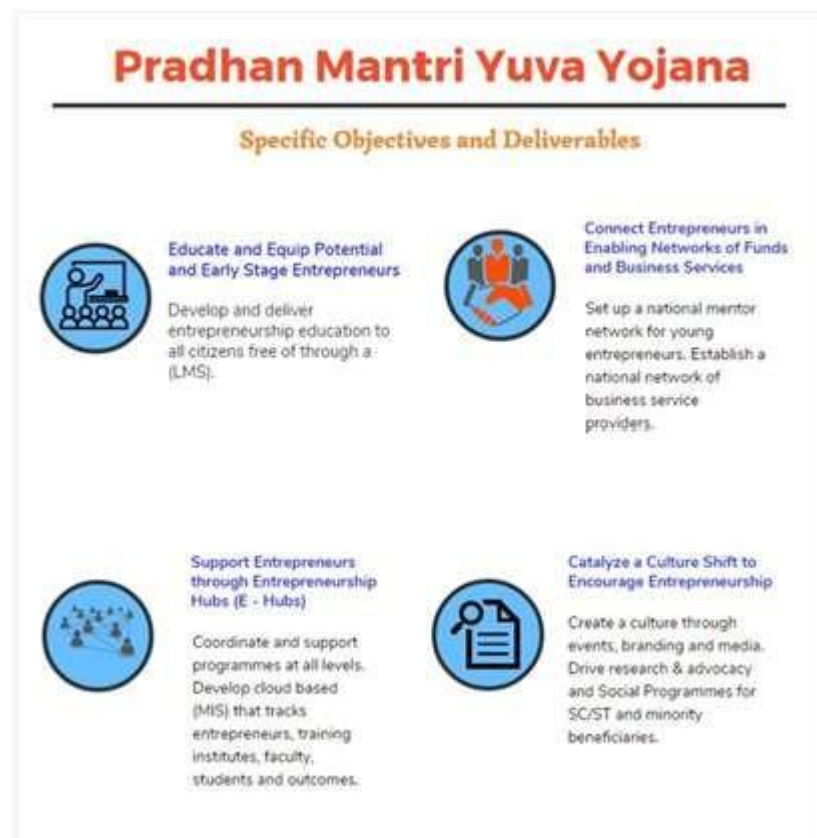 Pradhan Mantri Yuva Yojana
Specific Objectives and Deliverables
Educate and Equip Potential
and Early Stage Entrepreneurs
Develop and deliver
entrepreneurship education to
all citizens free of through a
(LMS).
Connect Entrepreneurs in
Enabling Networks of Funds
and Business Services
Set up a national mentor
network for young
entrepreneurs. Establish a
national network of
business service
providers.
Support Entrepreneurs
through Entrepreneurship
Hubs (E - Hubs)
Coordinate and support
programmes at all levels.
Develop cloud based
(MIS) that tracks
entrepreneurs, training
institutes, faculty,
students and outcomes.
Catalyze a Culture Shift to
Encourage Entrepreneurship
Create a culture through
events, branding and media.
Drive research & advocacy
and Social Programmes for
SC/ST and minority
beneficiaries.